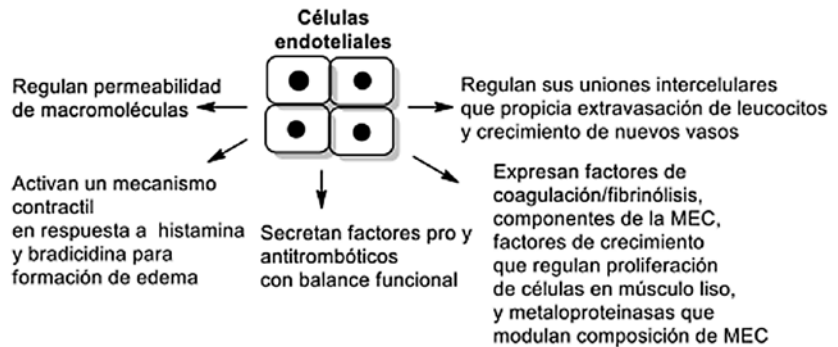 Células
endoteliales
Regulan permeabilidad
de macromoléculas
Regulan sus uniones intercelulares
que propicia extravasación de leucocitos
y crecimiento de nuevos vasos
Activan un mecanismo
contractil
en respuesta a histamina
y bradicidina para
formación de edema
Secretan factores pro y
antitrombóticos
con balance funcional
Expresan factores de
coagulación/fibrinólisis,
componentes de la MEC,
factores de crecimiento
que regulan proliferación
de células en músculo liso,
y metaloproteinasas que
modulan composición de MEC